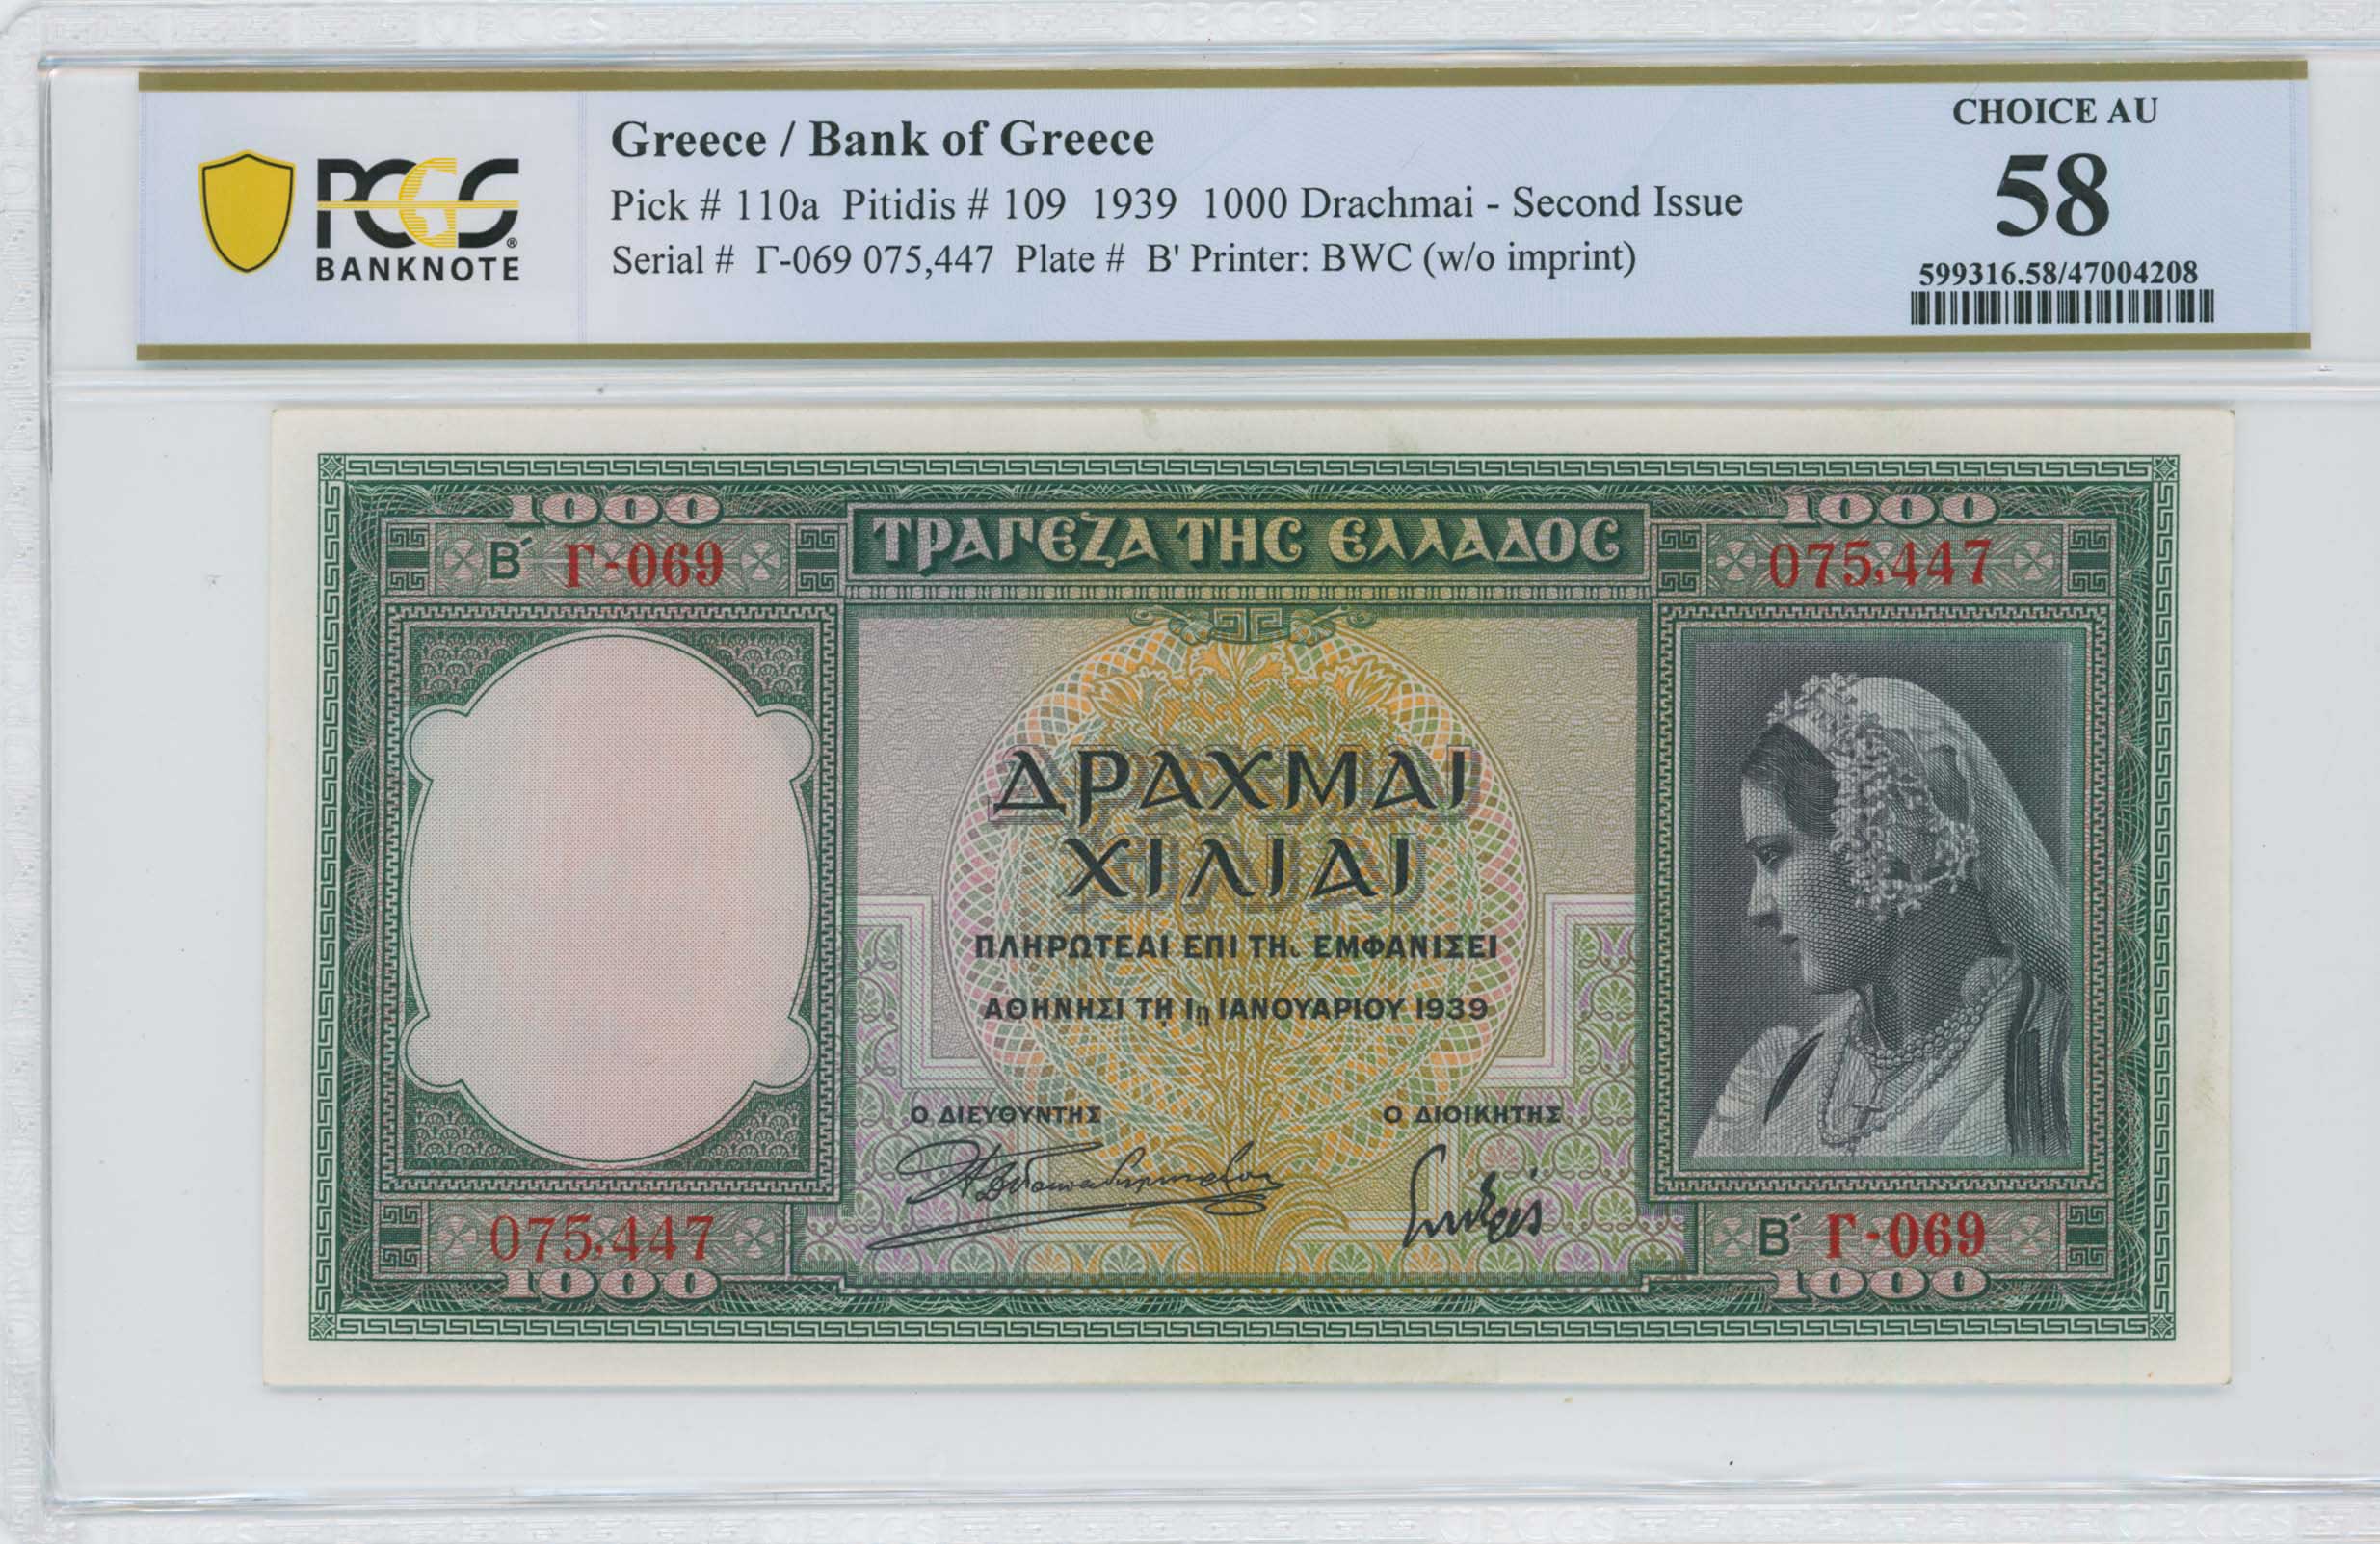 PCGS
BANKNOTE
Greece / Bank of Greece
Pick # 110a Pitidis # 109 1939 1000 Drachmai - Second Issue
Serial # Γ-069 075,447 Plate # B' Printer: BWC (w/o imprint)
CHOICE AU
58
599316.58/47004208
1000
Β´ Γ-069
ΤΡΑΠΕΖΑ ΤΗΣ ΕΛΛΑΔΟΣ
1000
075,447
ΔΡΑΧΜΑΙ
ΧΙΛΙΑΙ
ΠΛΗΡΩΤΕΑΙ ΕΠΙ ΤΗι ΕΜΦΑΝΙΣΕΙ
ΑΘΗΝΗΣΙ ΤΗ 1η ΙΑΝΟΥΑΡΙΟΥ 1939
Ο ΔΙΕΥΘΥΝΤΗΣ
Ο ΔΙΟΙΚΗΤΗΣ
075,447
1000
Β´ Γ-069
1000